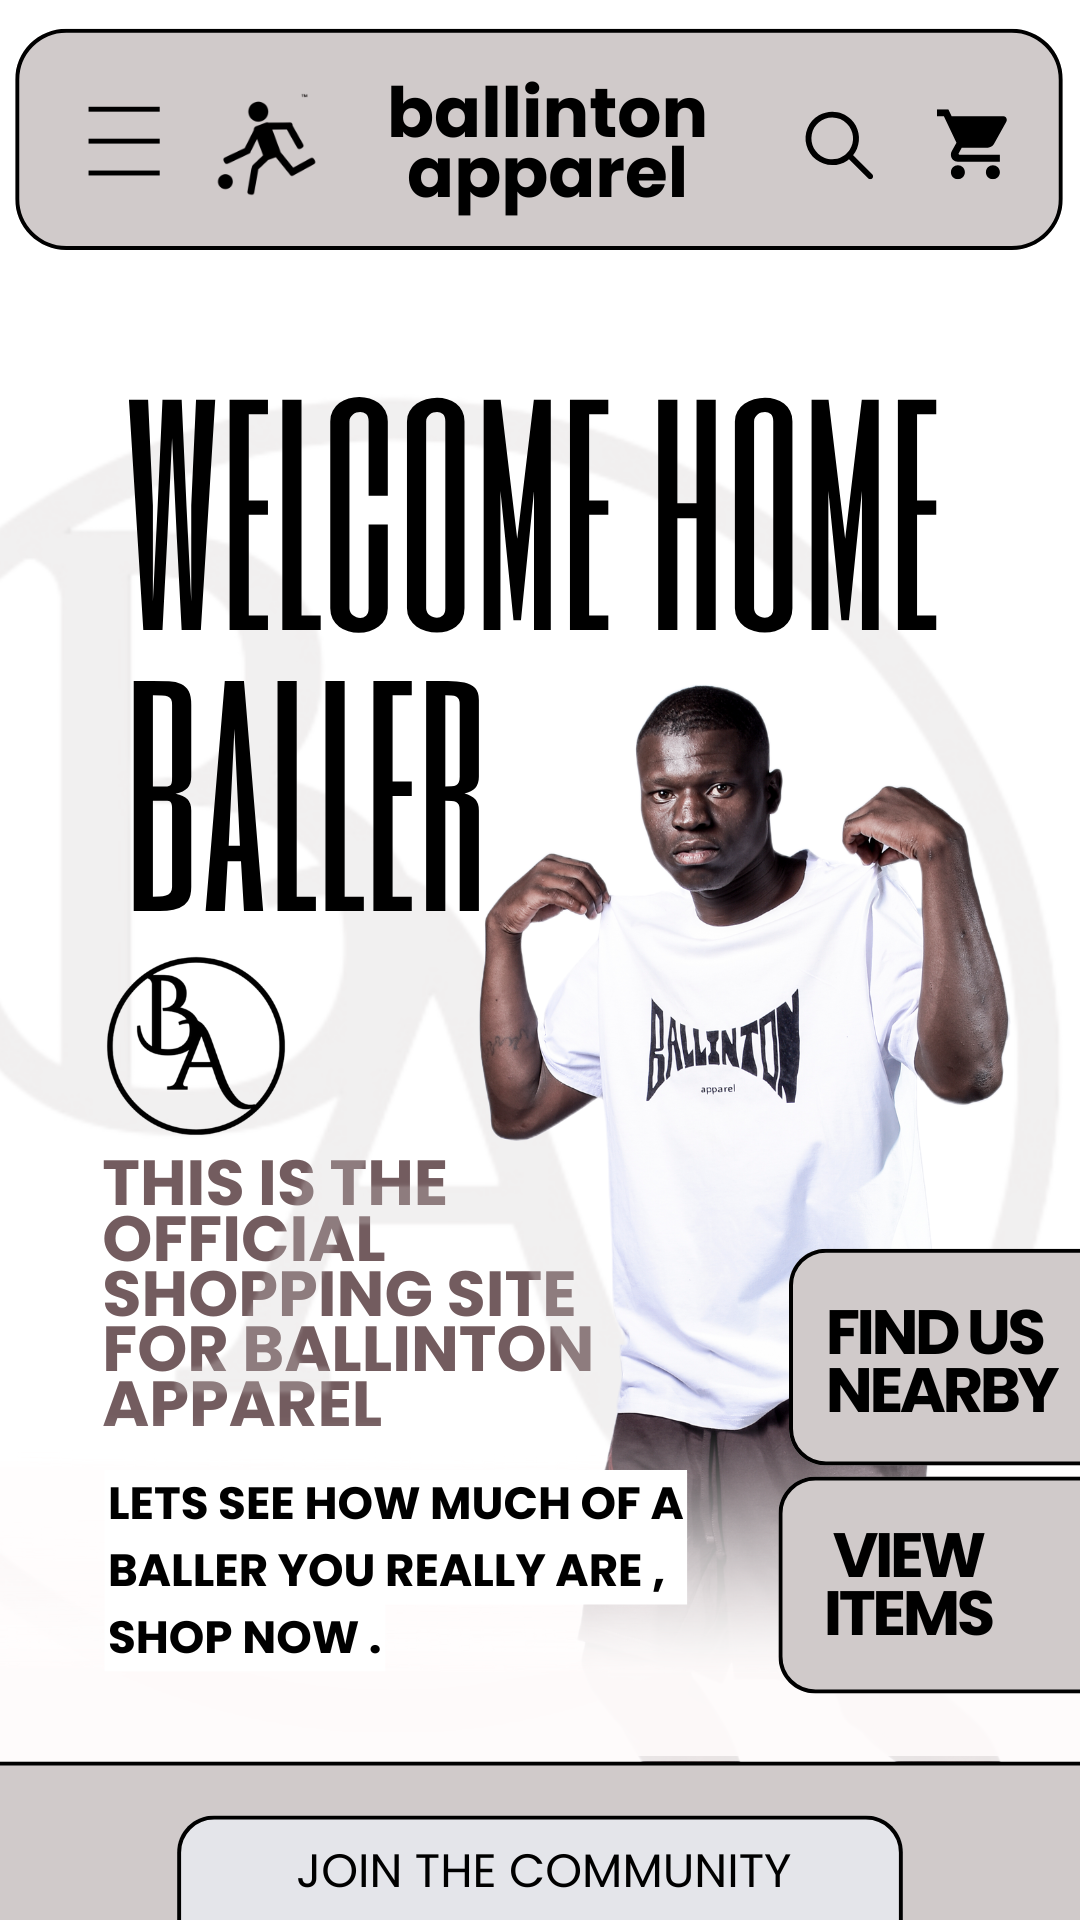 ™
ballinton
apparel
WELCOME HOME
BALLER
BA
BALLINTON
apparel
THIS IS THE
OFFICIAL
SHOPPING SITE
FOR BALLINTON
APPAREL
FIND US
NEARBY
LETS SEE HOW MUCH OF A
BALLER YOU REALLY ARE ,
SHOP NOW .
VIEW
ITEMS
JOIN THE COMMUNITY